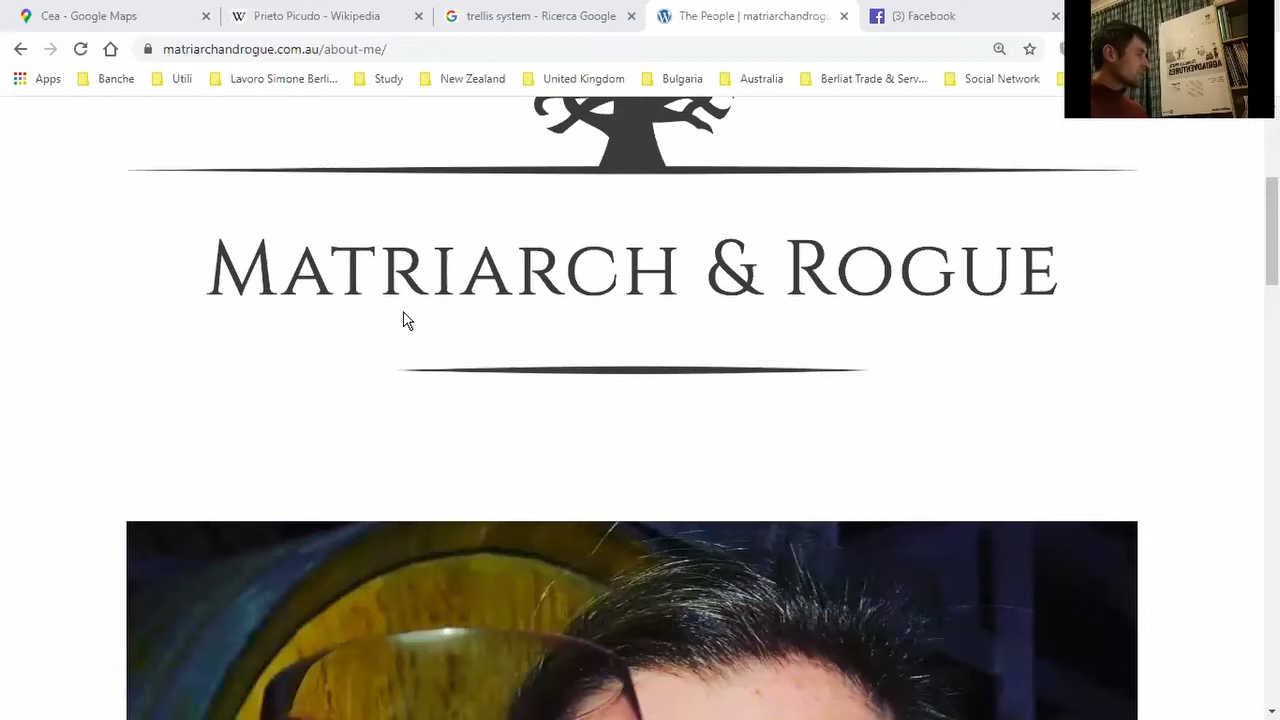 Cea - Google Maps
Prieto Picudo - Wikipedia
trellis system - Ricerca Google
The People | matriarchandrogu
(3) Facebook
matriarchandrogue.com.au/about-me/
Apps
Banche
Utili
Lavoro Simone Berli...
Study
New Zealand
United Kingdom
Bulgaria
Australia
Berliat Trade & Serv...
Social Network
AGRIADVENTURES
MATRIARCH & ROGUE